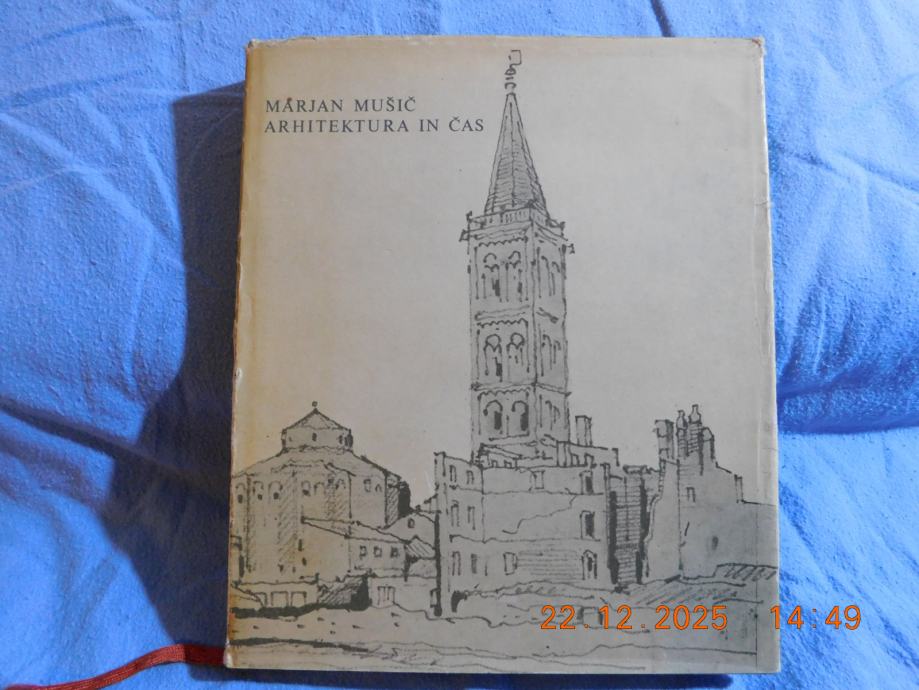 MARJAN MUŠIČ
ARHITEKTURA IN ČAS
22.12.2025 14:49